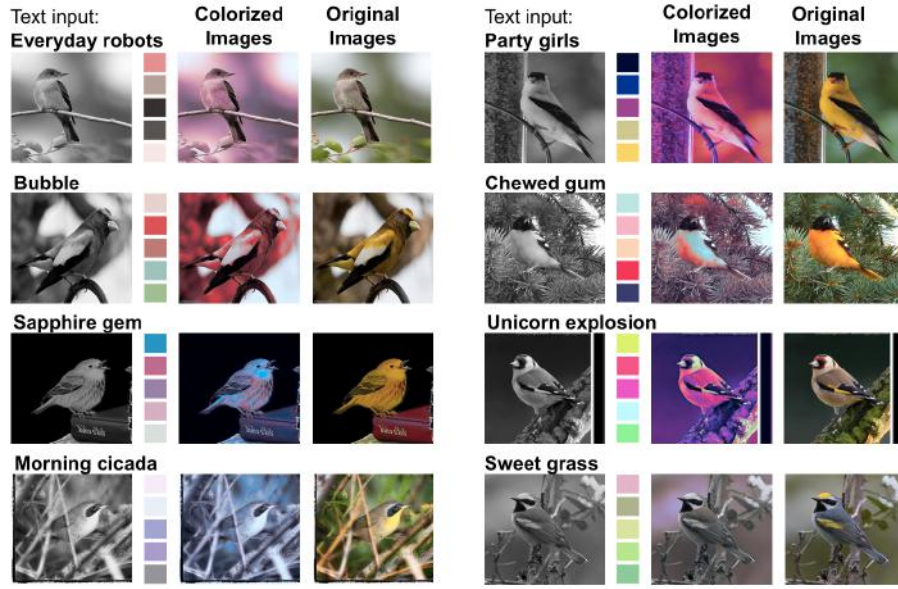 Text input:
Everyday robots
Colorized
Images
Original
Images
Bubble
Sapphire gem
Morning cicada
Text input:
Party girls
Colorized
Images
Original
Images
Chewed gum
Unicorn explosion
Sweet grass